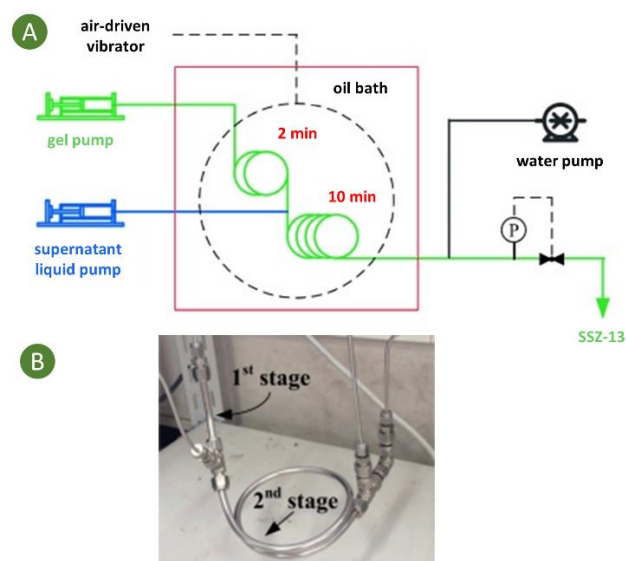 A
air-driven
vibrator
oil bath
gel pump
2 min
water pump
10 min
P
supernatant
liquid pump
SSZ-13
B
1st stage
2nd stage